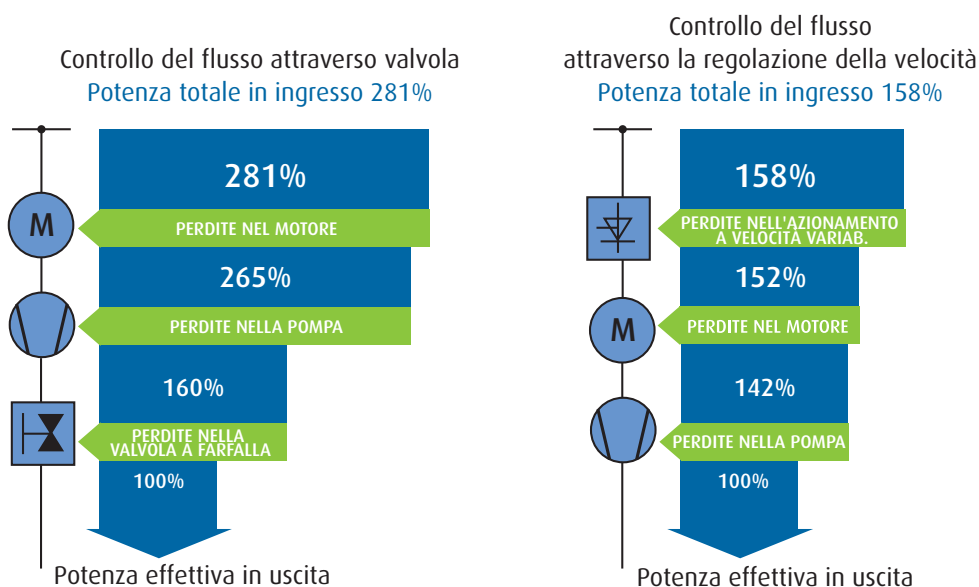 Controllo del flusso attraverso valvola
Potenza totale in ingresso 281%
281%
M
PERDITE NEL MOTORE
265%
PERDITE NELLA POMPA
160%
PERDITE NELLA
VALVOLA A FARFALLA
100%
Potenza effettiva in uscita
Controllo del flusso
attraverso la regolazione della velocità
Potenza totale in ingresso 158%
158%
PERDITE NELL'AZIONAMENTO
A VELOCITÀ VARIAB.
152%
M
PERDITE NEL MOTORE
142%
PERDITE NELLA POMPA
100%
Potenza effettiva in uscita